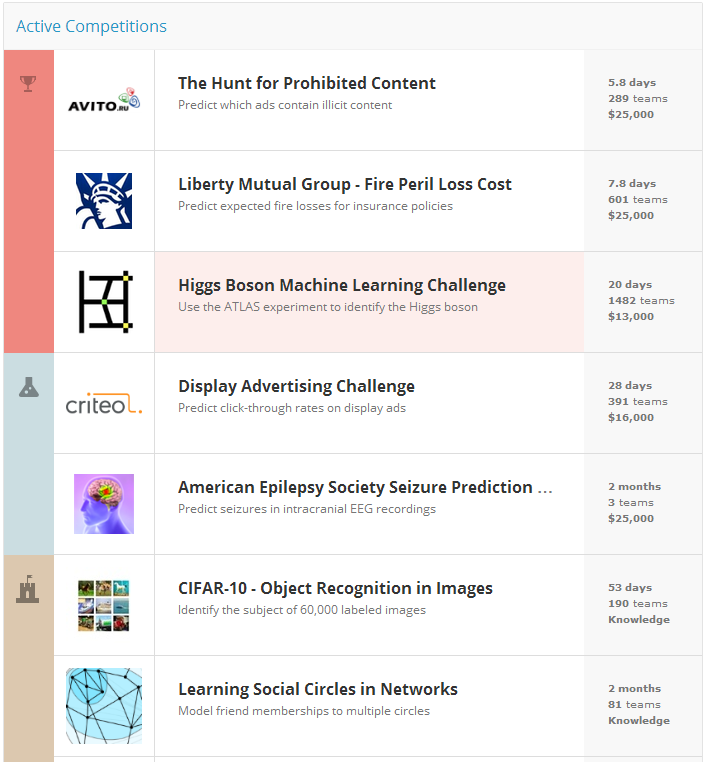 Active Competitions
AVITO.RU
The Hunt for Prohibited Content
Predict which ads contain illicit content
5.8 days
289 teams
$25,000
Liberty Mutual Group - Fire Peril Loss Cost
Predict expected fire losses for insurance policies
7.8 days
601 teams
$25,000
Higgs Boson Machine Learning Challenge
Use the ATLAS experiment to identify the Higgs boson
20 days
1482 teams
$13,000
criteol.
Display Advertising Challenge
Predict click-through rates on display ads
28 days
391 teams
$16,000
American Epilepsy Society Seizure Prediction ...
Predict seizures in intracranial EEG recordings
2 months
3 teams
$25,000
CIFAR-10 - Object Recognition in Images
Identify the subject of 60,000 labeled images
53 days
190 teams
Knowledge
Learning Social Circles in Networks
Model friend memberships to multiple circles
2 months
81 teams
Knowledge